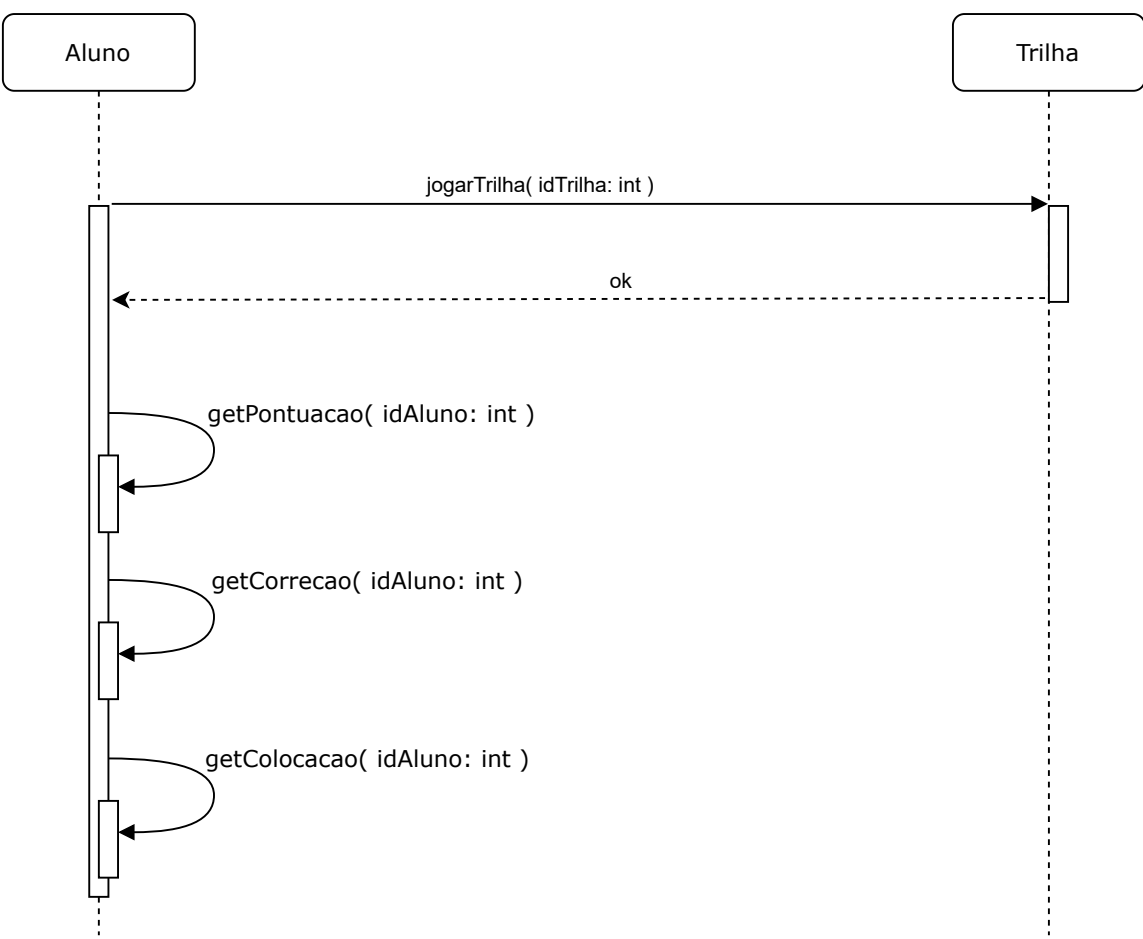 Aluno
Trilha
jogarTrilha( idTrilha: int )
ok
getPontuacao( idAluno: int )
getCorrecao( idAluno: int )
getColocacao( idAluno: int )